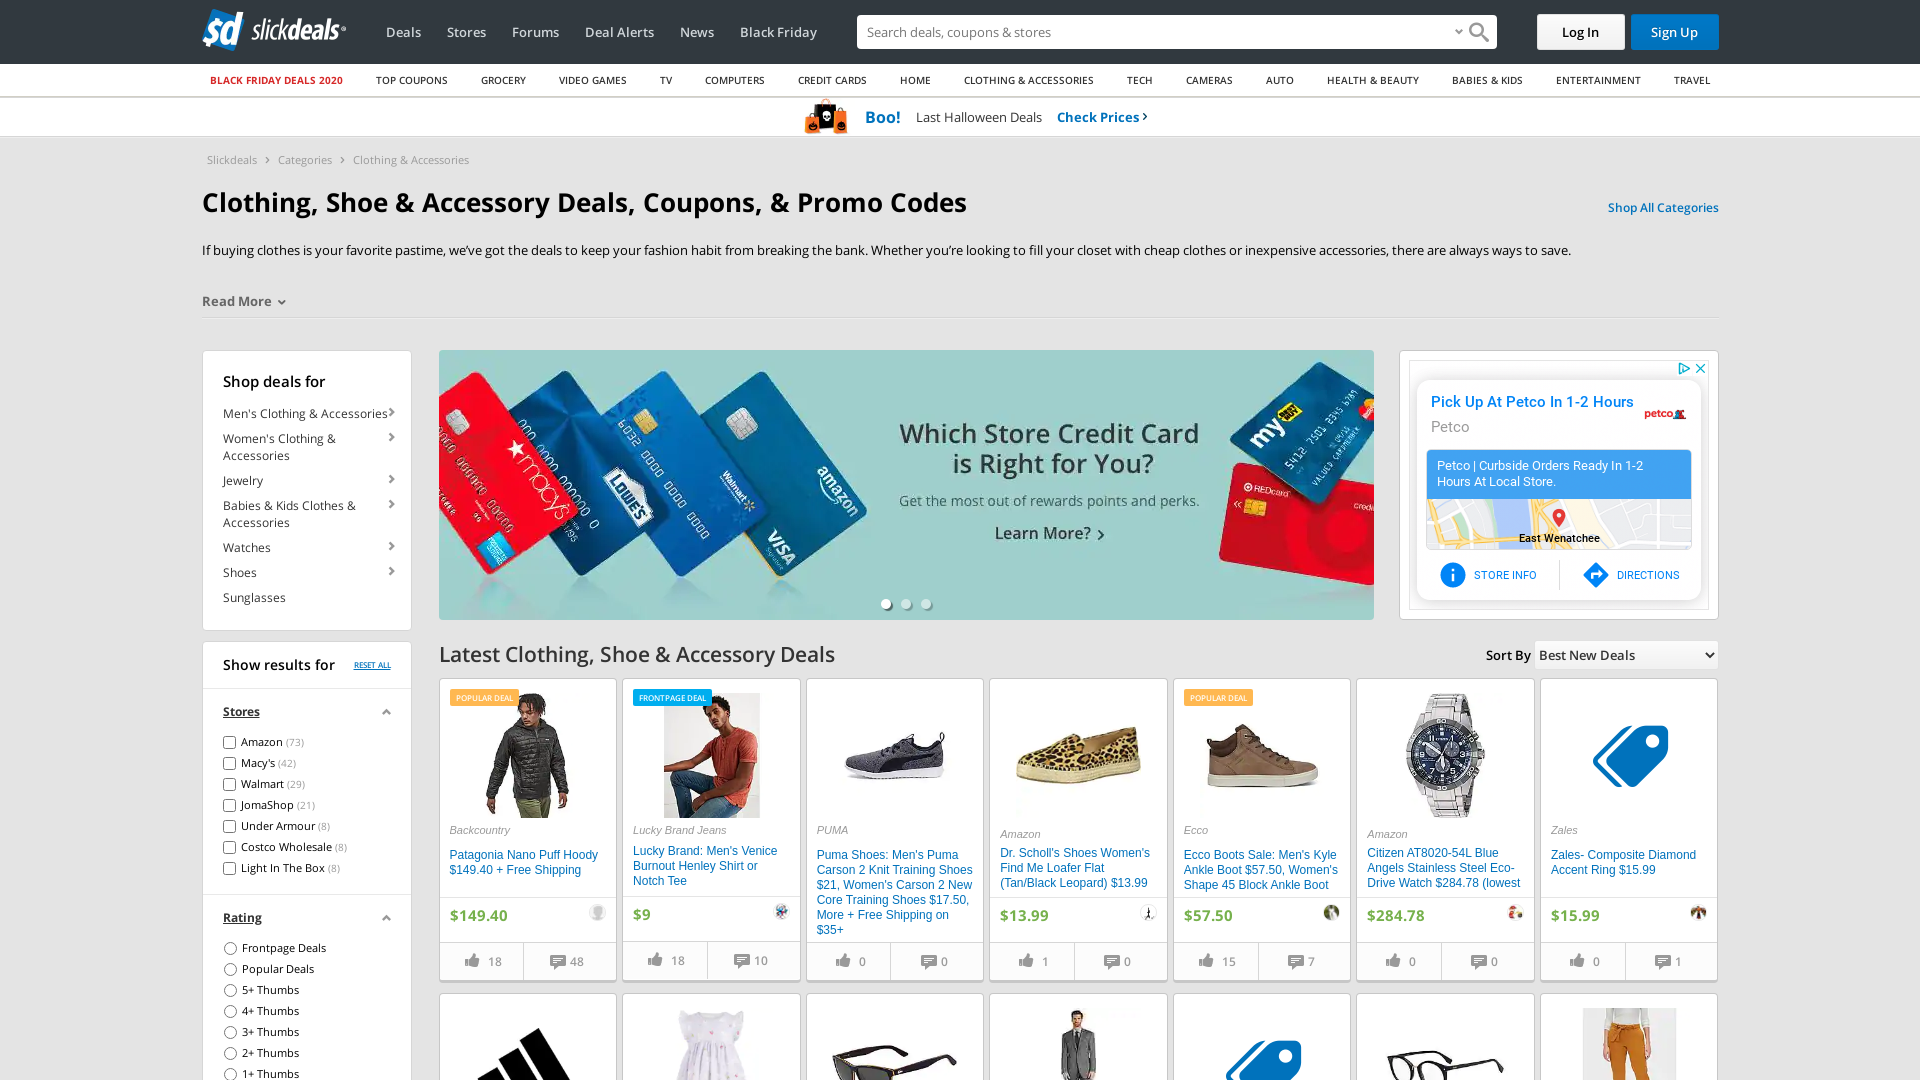 slickdeals
Deals
Stores
Forums
Deal Alerts
News
Black Friday
Search deals, coupons & stores
Log In
Sign Up
BLACK FRIDAY DEALS 2020
TOP COUPONS
GROCERY
VIDEO GAMES
TV
COMPUTERS
CREDIT CARDS
HOME
CLOTHING & ACCESSORIES
TECH
CAMERAS
AUTO
HEALTH & BEAUTY
BABIES & KIDS
ENTERTAINMENT
TRAVEL
Boo! Last Halloween Deals Check Prices
Slickdeals > Categories > Clothing & Accessories
Clothing, Shoe & Accessory Deals, Coupons, & Promo Codes
Shop All Categories
If buying clothes is your favorite pastime, we’ve got the deals to keep your fashion habit from breaking the bank. Whether you’re looking to fill your closet with cheap clothes or inexpensive accessories, there are always ways to save.
Read More
Shop deals for
Men's Clothing & Accessories
Women's Clothing &
Accessories
Jewelry
Babies & Kids Clothes &
Accessories
Watches
Shoes
Sunglasses
Show results for
RESET ALL
Stores
Amazon (73)
Macy's (42)
Walmart (29)
JomaShop (21)
Under Armour (8)
Costco Wholesale (8)
Light In The Box (8)
Rating
Frontpage Deals
Popular Deals
5+ Thumbs
4+ Thumbs
3+ Thumbs
2+ Thumbs
1+ Thumbs
macy's
LOWE'S
Walmart
amazon
VISA
Which Store Credit Card
is Right for You?
Get the most out of rewards points and perks.
Learn More?
my BEST BUY
REDcard
Pick Up At Petco In 1-2 Hours
Petco
petco
Petco | Curbside Orders Ready In 1-2
Hours At Local Store.
East Wenatchee
STORE INFO
DIRECTIONS
Latest Clothing, Shoe & Accessory Deals
Sort By Best New Deals
POPULAR DEAL
Backcountry
Patagonia Nano Puff Hoody
$149.40 + Free Shipping
$149.40
18
48
FRONTPAGE DEAL
Lucky Brand Jeans
Lucky Brand: Men's Venice
Burnout Henley Shirt or
Notch Tee
$9
18
10
PUMA
Puma Shoes: Men's Puma
Carson 2 Knit Training Shoes
$21, Women's Carson 2 New
Core Training Shoes $17.50,
More + Free Shipping on
$35+
0
0
Amazon
Dr. Scholl's Shoes Women's
Find Me Loafer Flat
(Tan/Black Leopard) $13.99
$13.99
1
0
POPULAR DEAL
Ecco
Ecco Boots Sale: Men's Kyle
Ankle Boot $57.50, Women's
Shape 45 Block Ankle Boot
$57.50
15
7
Amazon
Citizen AT8020-54L Blue
Angels Stainless Steel Eco-
Drive Watch $284.78 (lowest
$284.78
0
0
Zales
Zales- Composite Diamond
Accent Ring $15.99
$15.99
0
1